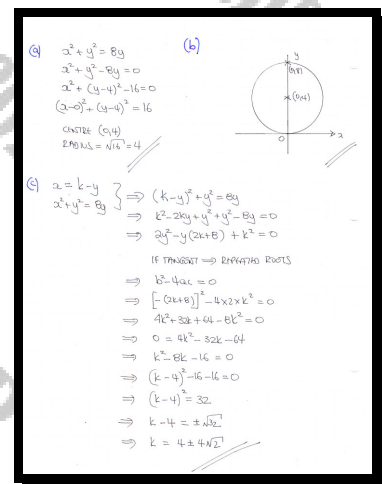 (a) x² + y² = 8y
x² + y² - 8y = 0
x² + (y-4)² - 16 = 0
(x-0)² + (y-4)² = 16
CENTRE (0,4)
RADIUS = √16 = 4
(b)
y
(0,8)
(0,4)
O
x
(c) x = k-y
x² + y² = 8y } ⇒ (k-y)² + y² = 8y
⇒ k² - 2ky + y² + y² - 8y = 0
⇒ 2y² - y(2k+8) + k² = 0
IF TANGENT ⇒ REPEATED ROOTS
⇒ b² - 4ac = 0
⇒ [-(2k+8)]² - 4×2×k² = 0
⇒ 4k² + 32k + 64 - 8k² = 0
⇒ 0 = 4k² - 32k - 64
⇒ k² - 8k - 16 = 0
⇒ (k-4)² - 16 - 16 = 0
⇒ (k-4)² = 32
⇒ k-4 = ±√32
⇒ k = 4 ± 4√2